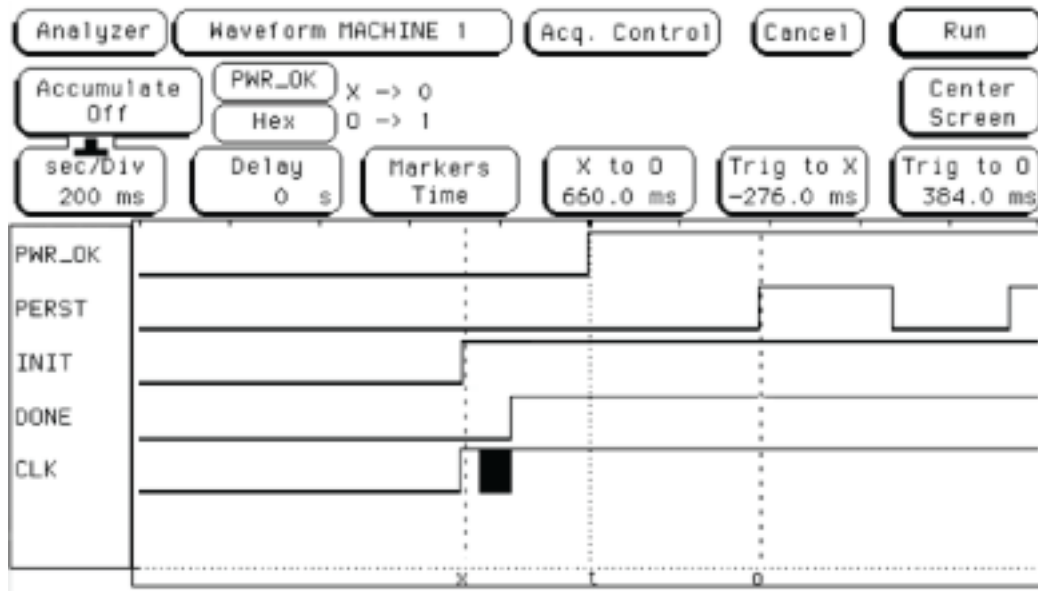 Analyzer Waveform MACHINE 1 Acq. Control Cancel Run
Accumulate Off PWR_OK X -> 0 Center Screen
Hex O -> 1
sec/Div Delay Markers X to O Trig to X Trig to O
200 ms 0 s Time 660.0 ms -276.0 ms 384.0 ms
PWR_OK
PERST
INIT
DONE
CLK
X t O